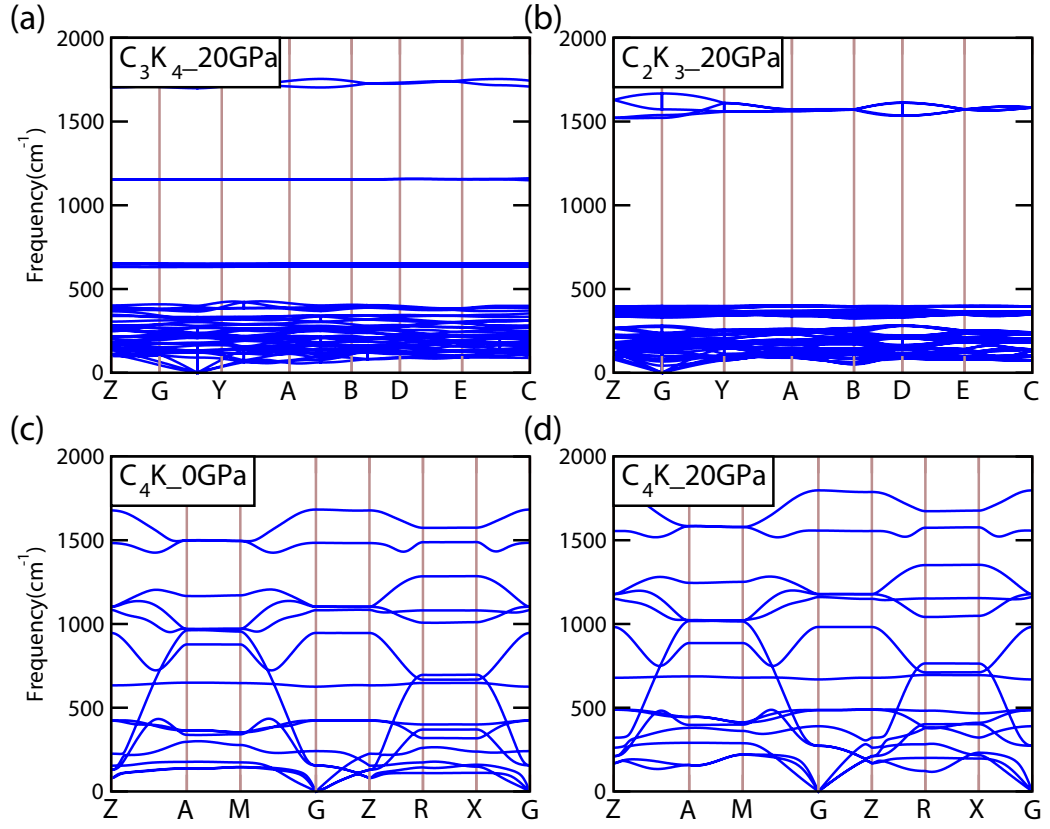 (a)
(b)
C3K4_20GPa
C2K3_20GPa
Frequency(cm-1)
2000
1500
1000
500
0
Z G Y A B D E C
2000
1500
1000
500
0
Z G Y A B D E C
(c)
(d)
C4K_0GPa
C4K_20GPa
Frequency(cm-1)
2000
1500
1000
500
0
Z A M G Z R X G
2000
1500
1000
500
0
Z A M G Z R X G